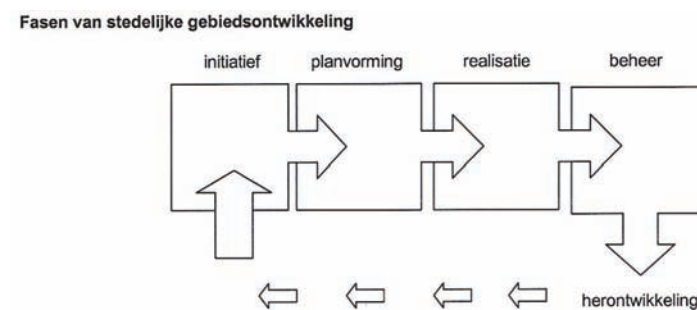 Fasen van stedelijke gebiedsontwikkeling
initiatief planvorming realisatie beheer
herontwikkeling